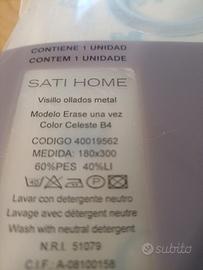 CONTIENE 1 UNIDAD
CONTEM 1 UNIDADE
SATI HOME
Visillo ollados metal
Modelo Erase una vez
Color Celeste B4
CODIGO 40019562
MEDIDA: 180x300
60%PES 40%LI
Lavar con detergente neutro
Lavage avec détergent neutre
Wash with neutral detergent
N.R.I. 51079
C.I.F.: A-08100158
subito